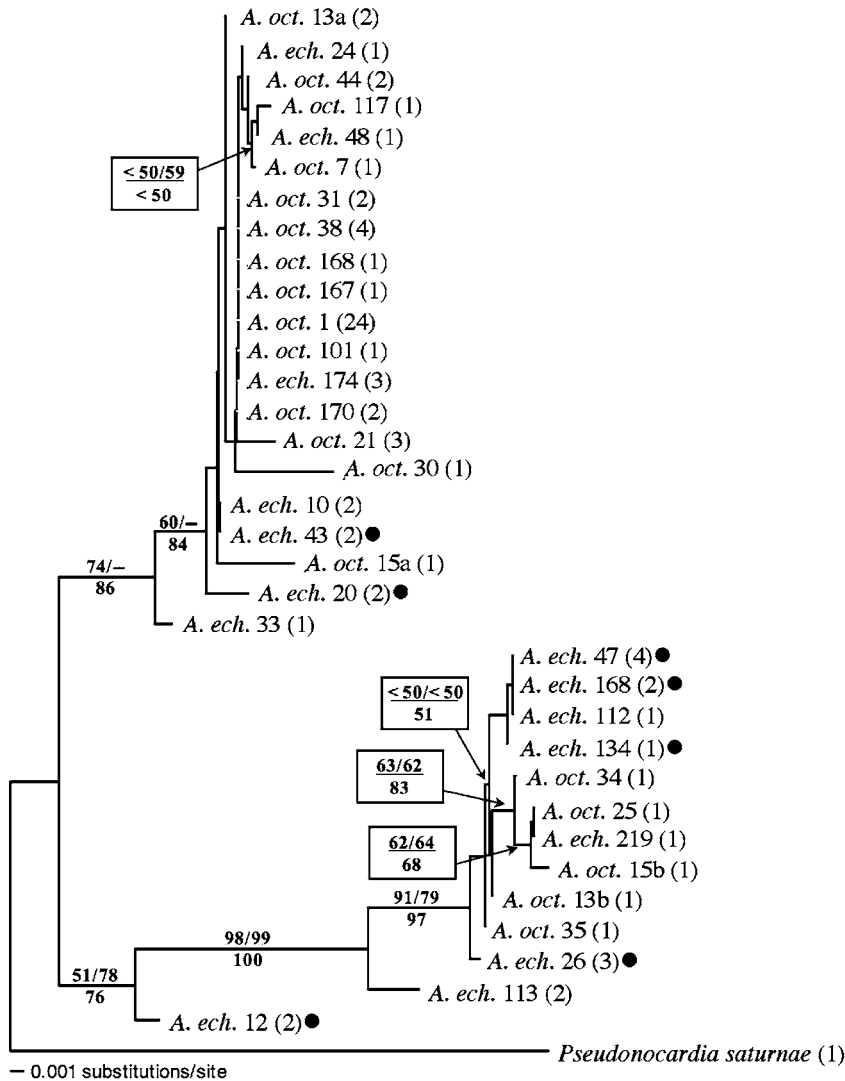 A. oct. 13a (2)
A. ech. 24 (1)
A. oct. 44 (2)
A. oct. 117 (1)
A. ech. 48 (1)
A. oct. 7 (1)
< 50/59
< 50
A. oct. 31 (2)
A. oct. 38 (4)
A. oct. 168 (1)
A. oct. 167 (1)
A. oct. 1 (24)
A. oct. 101 (1)
A. ech. 174 (3)
A. oct. 170 (2)
A. oct. 21 (3)
A. oct. 30 (1)
A. ech. 10 (2)
60/–
84
A. ech. 43 (2)●
A. oct. 15a (1)
74/–
86
A. ech. 20 (2)●
A. ech. 33 (1)
A. ech. 47 (4)●
A. ech. 168 (2)●
< 50/< 50
51
A. ech. 112 (1)
A. ech. 134 (1)●
63/62
83
A. oct. 34 (1)
A. oct. 25 (1)
62/64
68
A. ech. 219 (1)
A. oct. 15b (1)
91/79
97
A. oct. 13b (1)
A. oct. 35 (1)
98/99
100
A. ech. 26 (3)●
51/78
76
A. ech. 113 (2)
A. ech. 12 (2)●
Pseudonocardia saturnae (1)
– 0.001 substitutions/site